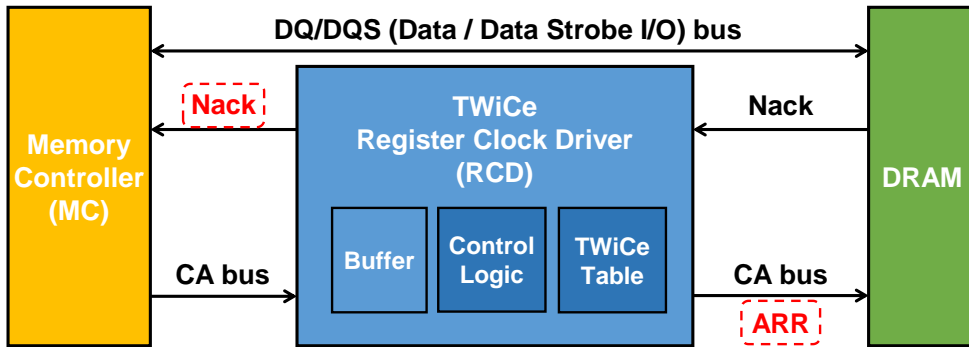 DQ/DQS (Data / Data Strobe I/O) bus
Nack
TWiCe
Register Clock Driver
(RCD)
Nack
Memory
Controller
(MC)
DRAM
Buffer
Control
Logic
TWiCe
Table
CA bus
CA bus
ARR